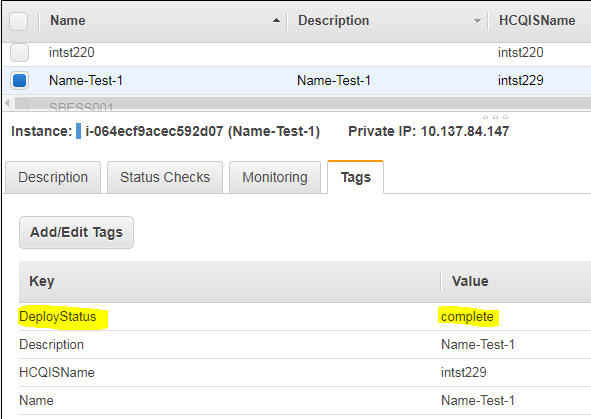 Name Description HCQISName
intst220 intst220
Name-Test-1 Name-Test-1 intst229
SBESS001
Instance: i-064ecf9acec592d07 (Name-Test-1) Private IP: 10.137.84.147
Description Status Checks Monitoring Tags
Add/Edit Tags
Key Value
DeployStatus complete
Description Name-Test-1
HCQISName intst229
Name Name-Test-1